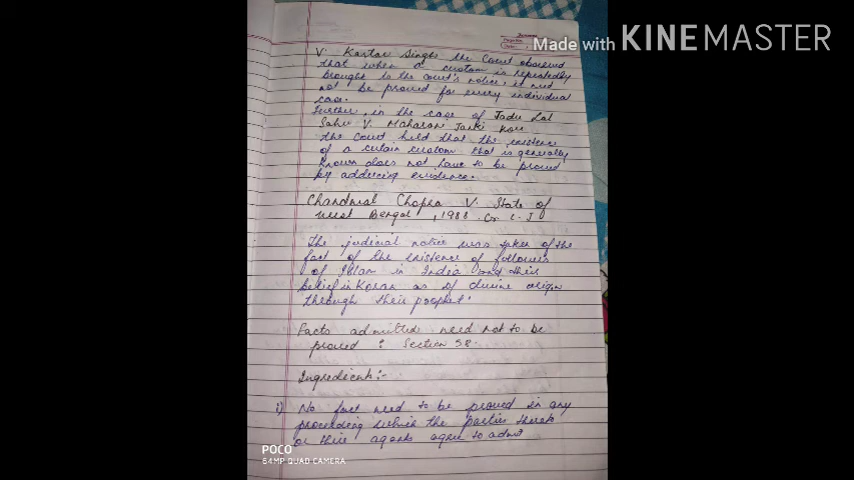 Made with KINEMASTER
V. Kartar Singh the Court observed
that when a custom is repeatedly
brought to the court's notice it need
not be proved for every individual
case.
Further, in the case of Jadu Lal
Sahu V. Maharani Janki Koer
the Court held that the existence
of a certain custom that is generally
known does not have to be proved
by adducing evidence.
Chandmal Chopra V. State of
West Bengal, 1988 Cr. L. J
The judicial notice was taken of the
fact of the existence of followers
of Islam in India and their
belief in Koran as of divine origin
through their prophet.
Facts admitted need not to be
proved : Section 58.
Ingredients:-
i) No fact need to be proved in any
proceeding which the parties thereto
or their agents agree to admit
POCO
64MP QUAD CAMERA